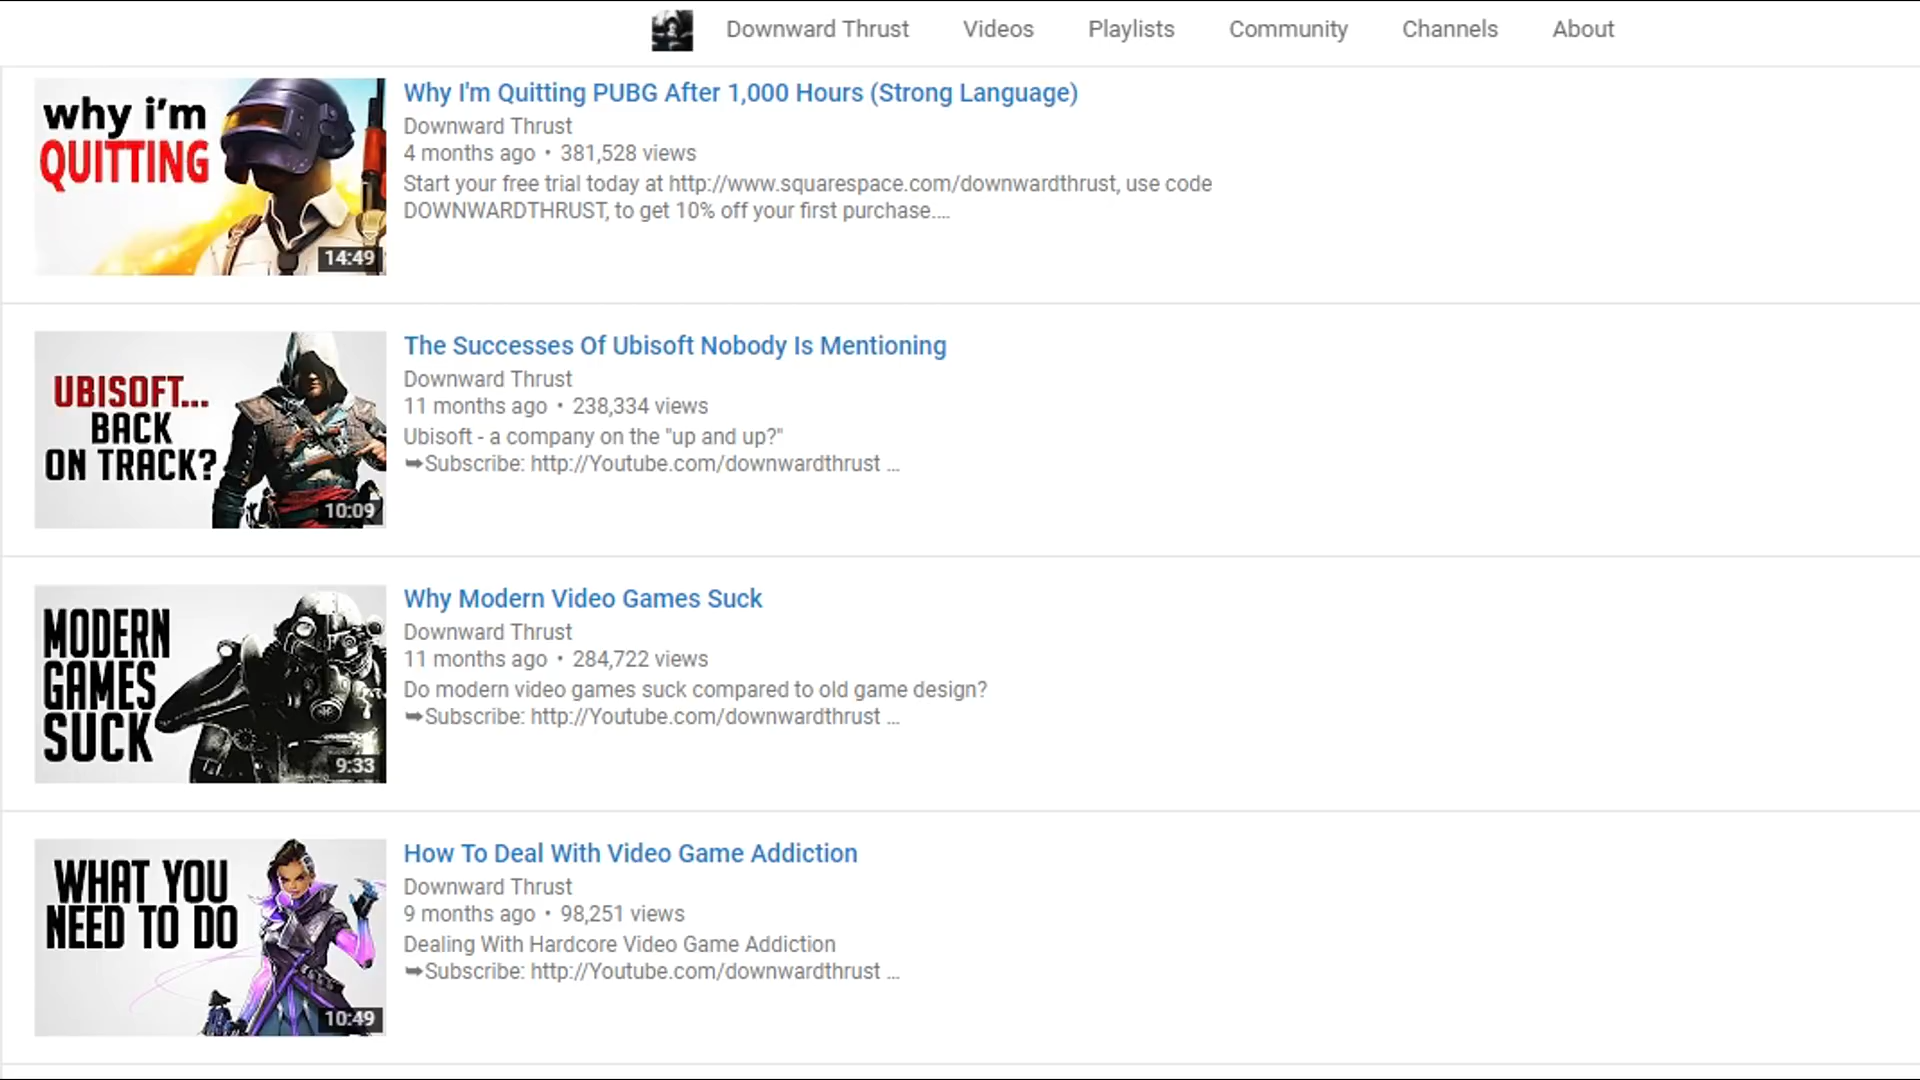 Downward Thrust Videos Playlists Community Channels About
why i'm
QUITTING
14:49
Why I'm Quitting PUBG After 1,000 Hours (Strong Language)
Downward Thrust
4 months ago • 381,528 views
Start your free trial today at http://www.squarespace.com/downwardthrust, use code
DOWNWARDTHRUST, to get 10% off your first purchase....
UBISOFT...
BACK
ON TRACK?
10:09
The Successes Of Ubisoft Nobody Is Mentioning
Downward Thrust
11 months ago • 238,334 views
Ubisoft - a company on the "up and up?"
➥Subscribe: http://Youtube.com/downwardthrust ...
MODERN
GAMES
SUCK
9:33
Why Modern Video Games Suck
Downward Thrust
11 months ago • 284,722 views
Do modern video games suck compared to old game design?
➥Subscribe: http://Youtube.com/downwardthrust ...
WHAT YOU
NEED TO DO
10:49
How To Deal With Video Game Addiction
Downward Thrust
9 months ago • 98,251 views
Dealing With Hardcore Video Game Addiction
➥Subscribe: http://Youtube.com/downwardthrust ...